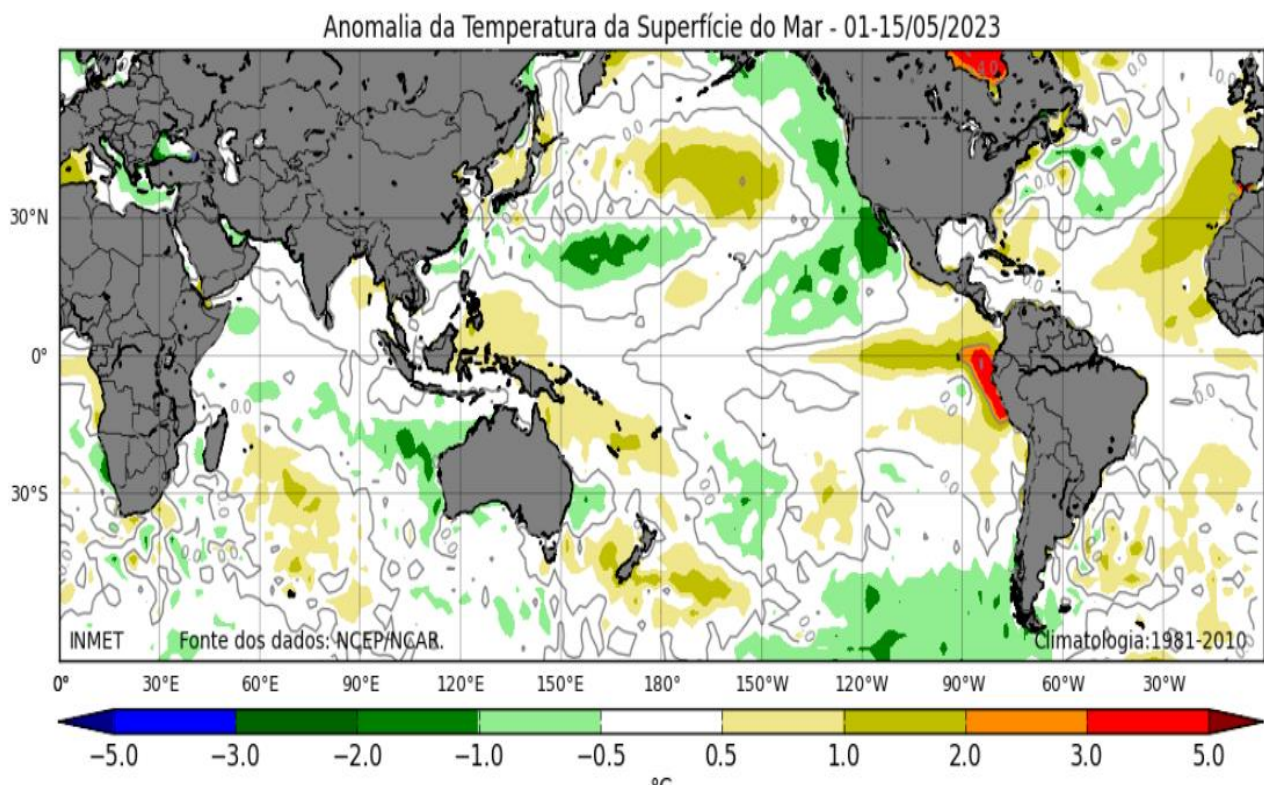 Anomalia da Temperatura da Superfície do Mar - 01-15/05/2023
30°N
0°
30°S
0.0
INMET Fonte dos dados: NCEP/NCAR. Climatologia:1981-2010
0° 30°E 60°E 90°E 120°E 150°E 180° 150°W 120°W 90°W 60°W 30°W
−5.0 −3.0 −2.0 −1.0 −0.5 0.5 1.0 2.0 3.0 5.0